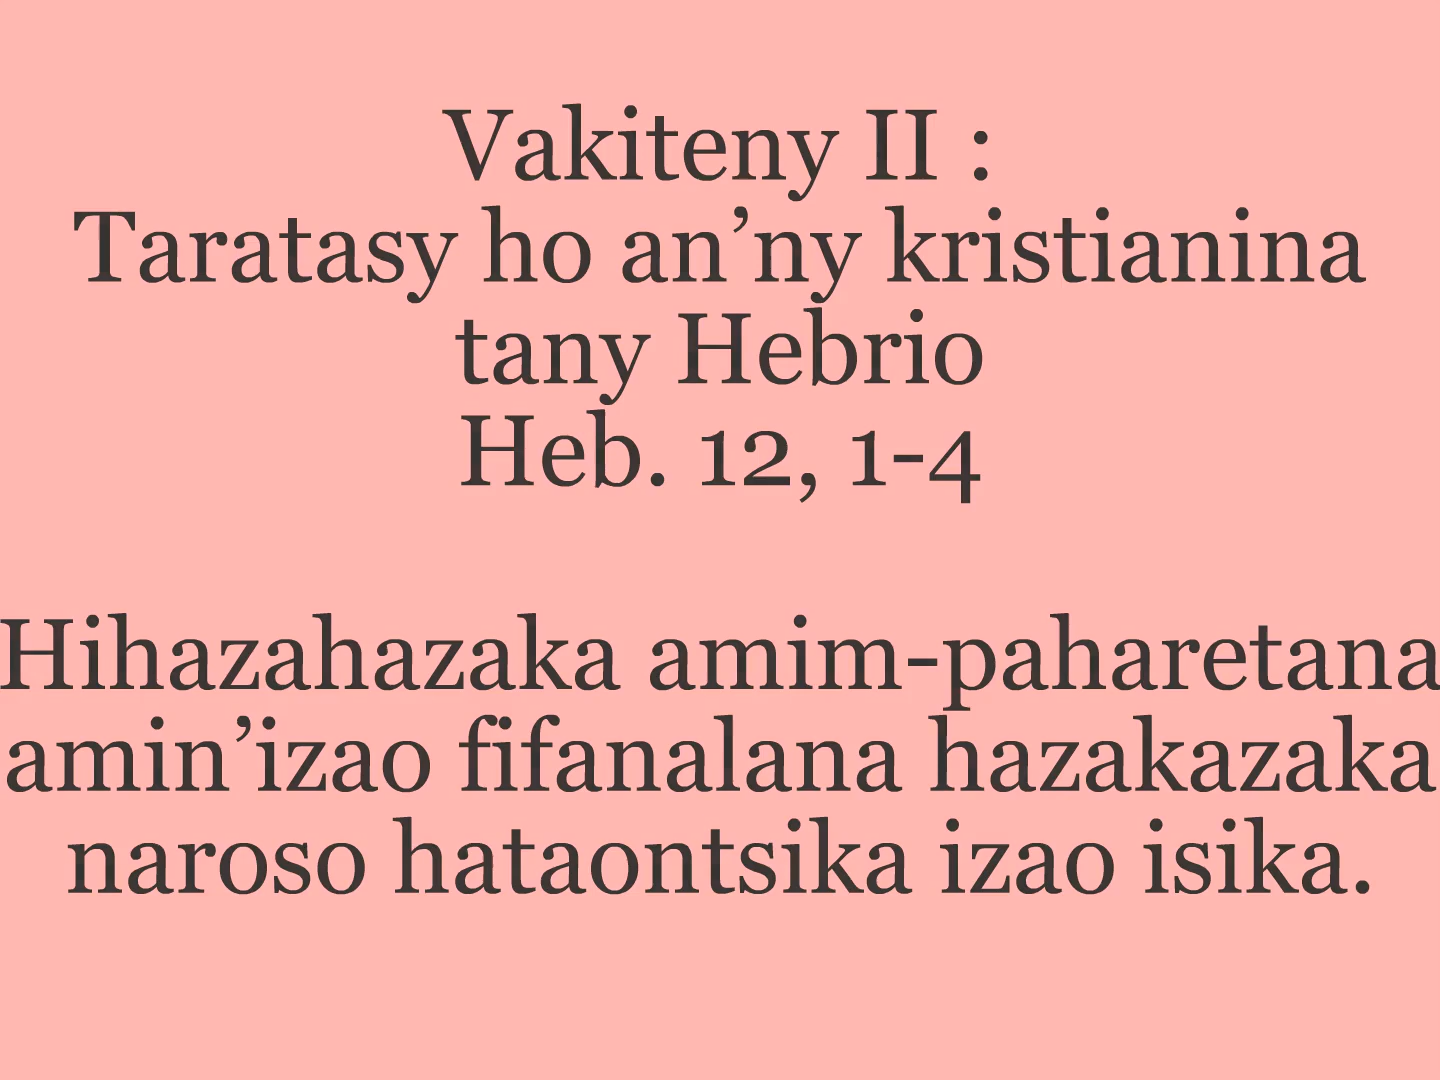 Vakiteny II :
Taratasy ho an’ny kristianina
tany Hebrio
Heb. 12, 1-4
Hihazahazaka amim-paharetana
amin’izao fifanalana hazakazaka
naroso hataontsika izao isika.